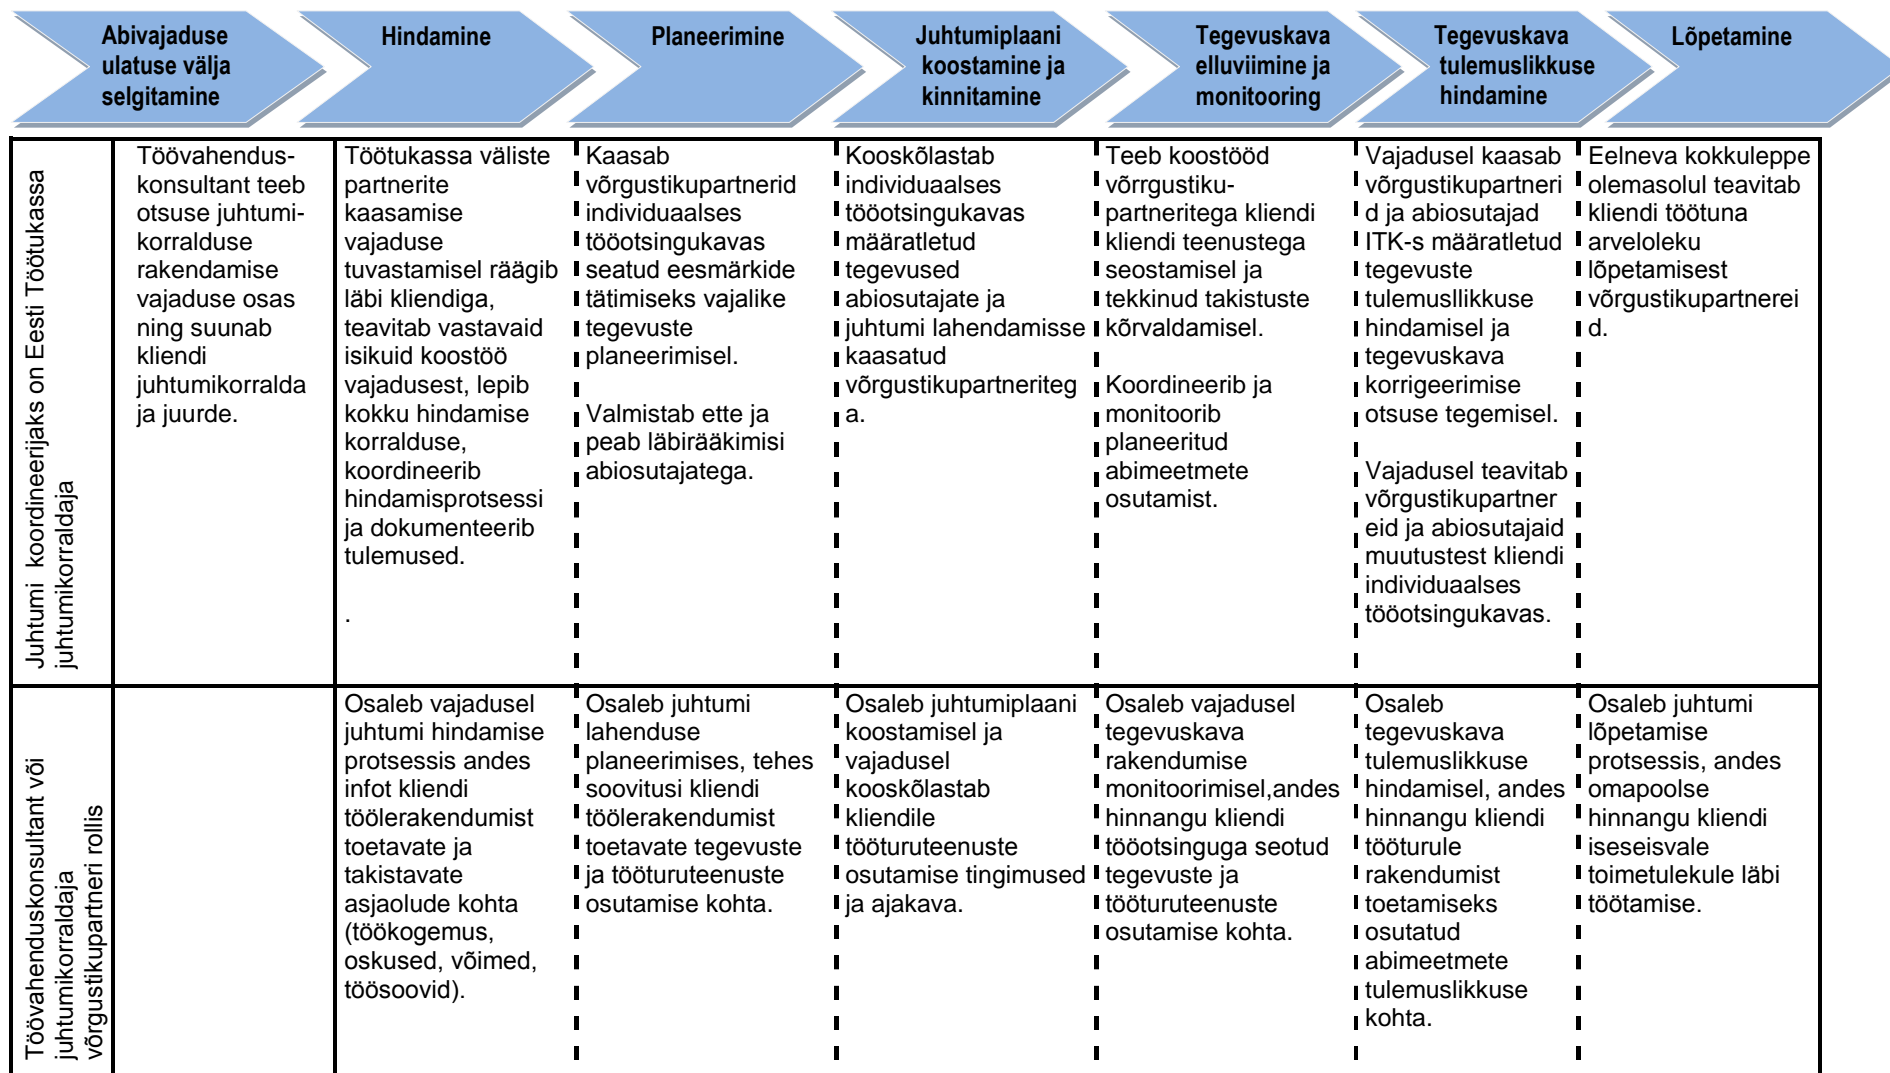 Abivajaduse
ulatuse välja
selgitamine
Hindamine
Planeerimine
Juhtumiplaani
koostamine ja
kinnitamine
Tegevuskava
elluviimine ja
monitooring
Tegevuskava
tulemuslikkuse
hindamine
Lõpetamine
Juhtumi koordineerijaks on Eesti Töötukassa
juhtumikorraldaja
Töövahendus-
konsultant teeb
otsuse juhtumi-
korralduse
rakendamise
vajaduse osas
ning suunab
kliendi
juhtumikorralda
ja juurde.
Töötukassa väliste
partnerite
kaasamise
vajaduse
tuvastamisel räägib
läbi kliendiga,
teavitab vastavaid
isikuid koostöö
vajadusest, lepib
kokku hindamise
korralduse,
koordineerib
hindamisprotsessi
ja dokumenteerib
tulemused.
.
Kaasab
võrgustikupartnerid
individuaalses
tööotsingukavas
seatud eesmärkide
tätimiseks vajalike
tegevuste
planeerimisel.
Valmistab ette ja
peab läbirääkimisi
abiosutajatega.
Kooskõlastab
individuaalses
tööotsingukavas
määratletud
tegevused
abiosutajate ja
juhtumi lahendamisse
kaasatud
võrgustikupartneriteg
a.
Teeb koostööd
võrrgustiku-
partneritega kliendi
kliendi teenustega
seostamisel ja
tekkinud takistuste
kõrvaldamisel.
Koordineerib ja
monitoorib
planeeritud
abimeetmete
osutamist.
Vajadusel kaasab
võrgustikupartneri
d ja abiosutajad
ITK-s määratletud
tegevuste
tulemusllikkuse
hindamisel ja
tegevuskava
korrigeerimise
otsuse tegemisel.
Vajadusel teavitab
võrgustikupartner
eid ja abiosutajaid
muutustest kliendi
individuaalses
tööotsingukavas.
Eelneva kokkuleppe
olemasolul teavitab
kliendi töötuna
arveloleku
lõpetamisest
võrgustikupartnerei
d.
Töövahenduskonsultant või
juhtumikorraldaja
võrgustikupartneri rollis
Osaleb vajadusel
juhtumi hindamise
protsessis andes
infot kliendi
töölerakendumist
toetavate ja
takistavate
asjaolude kohta
(töökogemus,
oskused, võimed,
töösoovid).
Osaleb juhtumi
lahenduse
planeerimises, tehes
soovitusi kliendi
töölerakendumist
toetavate tegevuste
ja tööturuteenuste
osutamise kohta.
Osaleb juhtumiplaani
koostamisel ja
vajadusel
kooskõlastab
kliendile
tööturuteenuste
osutamise tingimused
ja ajakava.
Osaleb vajadusel
tegevuskava
rakendumise
monitoorimisel,andes
hinnangu kliendi
tööotsinguga seotud
tegevuste ja
tööturuteenuste
osutamise kohta.
Osaleb
tegevuskava
tulemuslikkuse
hindamisel, andes
hinnangu kliendi
tööturule
rakendumist
toetamiseks
osutatud
abimeetmete
tulemuslikkuse
kohta.
Osaleb juhtumi
lõpetamise
protsessis, andes
omapoolse
hinnangu kliendi
iseseisvale
toimetulekule läbi
töötamise.